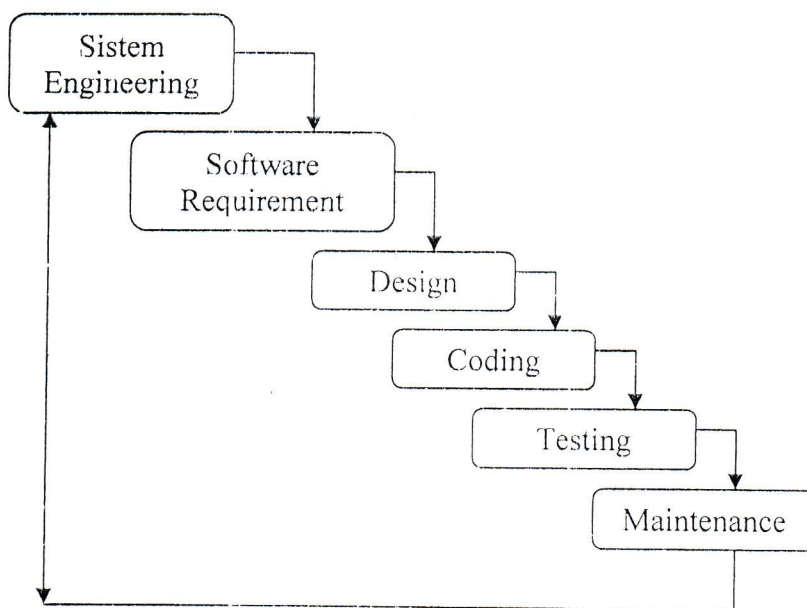 Sistem
Engineering
Software
Requirement
Design
Coding
Testing
Maintenance